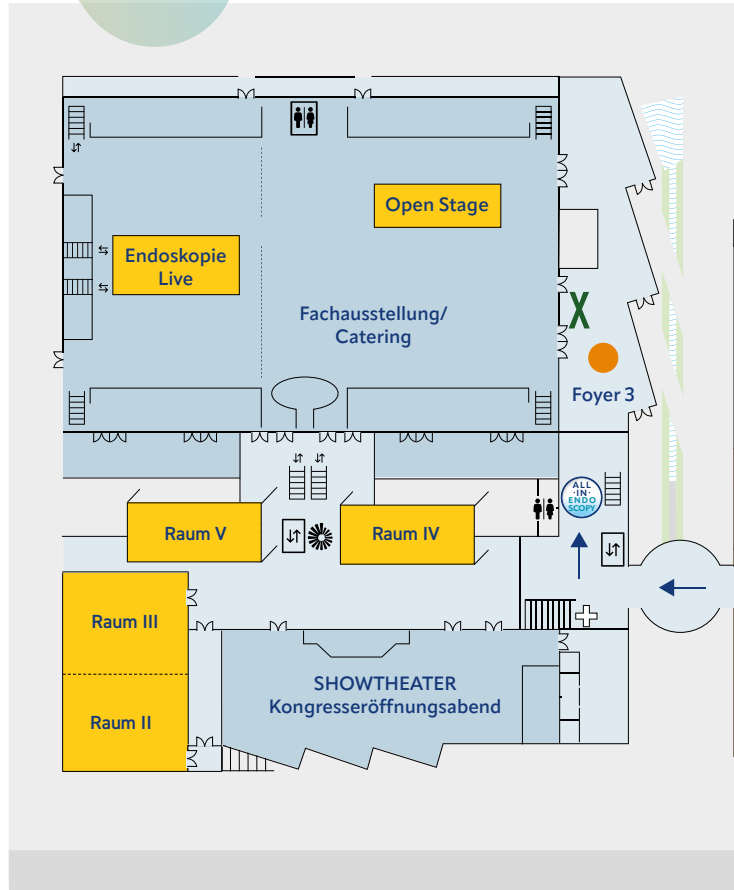 Open Stage
Endoskopie
Live
Fachausstellung/
Catering
X
Foyer 3
ALL
·IN·
ENDO
SCOPY
Raum V
Raum IV
Raum III
Raum II
SHOWTHEATER
Kongresseröffnungsabend